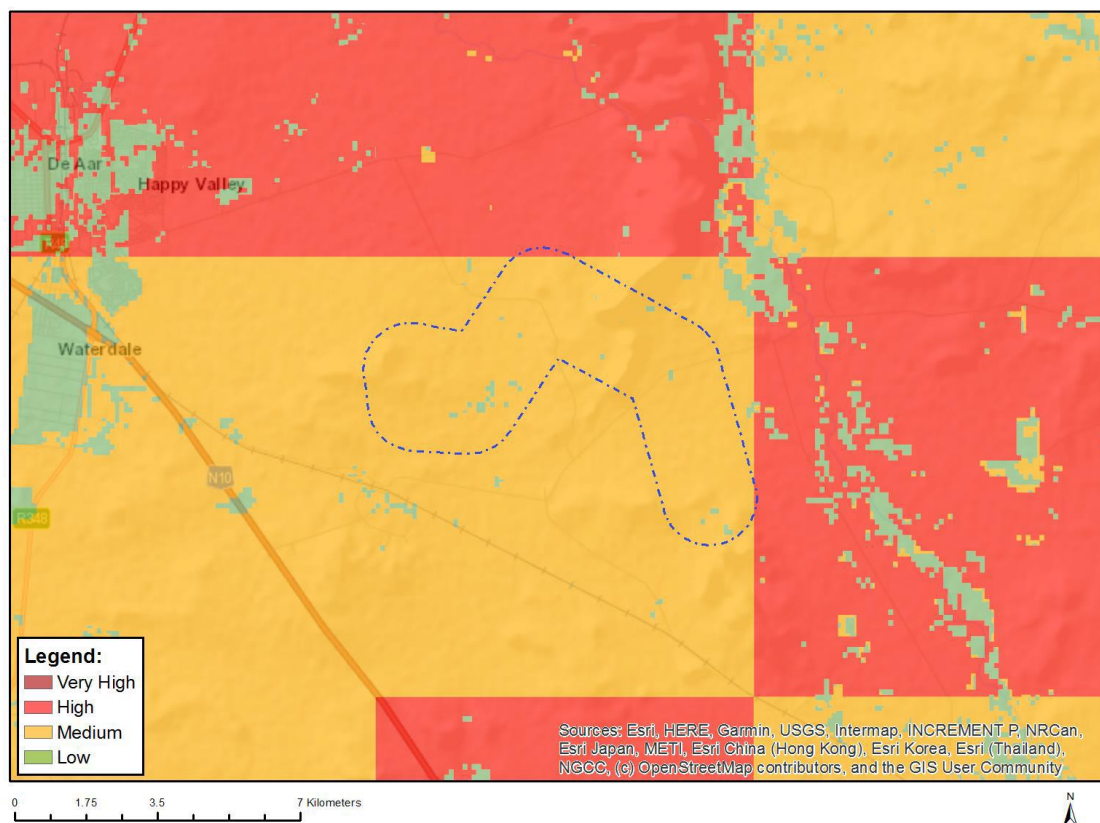 De Aar
Happy Valley
Waterdale
N10
R348
Legend:
Very High
High
Medium
Low
Sources: Esri, HERE, Garmin, USGS, Intermap, INCREMENT P, NRCan,
Esri Japan, METI, Esri China (Hong Kong), Esri Korea, Esri (Thailand),
NGCC, (c) OpenStreetMap contributors, and the GIS User Community
0 1.75 3.5 7 Kilometers
N